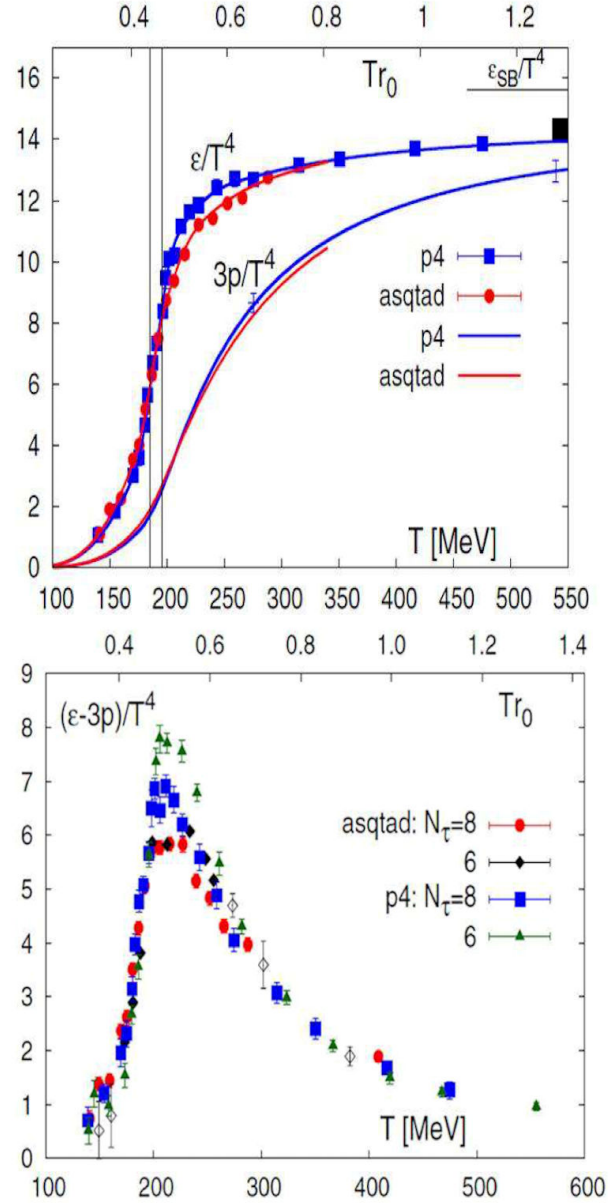 0.4 0.6 0.8 1 1.2
16
14
12
10
8
6
4
2
0
Tr₀
ε_SB/T⁴
ε/T⁴
3p/T⁴
p4
asqtad
p4
asqtad
T [MeV]
100 150 200 250 300 350 400 450 500 550
0.4 0.6 0.8 1.0 1.2 1.4
9
8
7
6
5
4
3
2
1
0
(ε-3p)/T⁴
Tr₀
asqtad: N_τ=8
6
p4: N_τ=8
6
T [MeV]
100 200 300 400 500 600